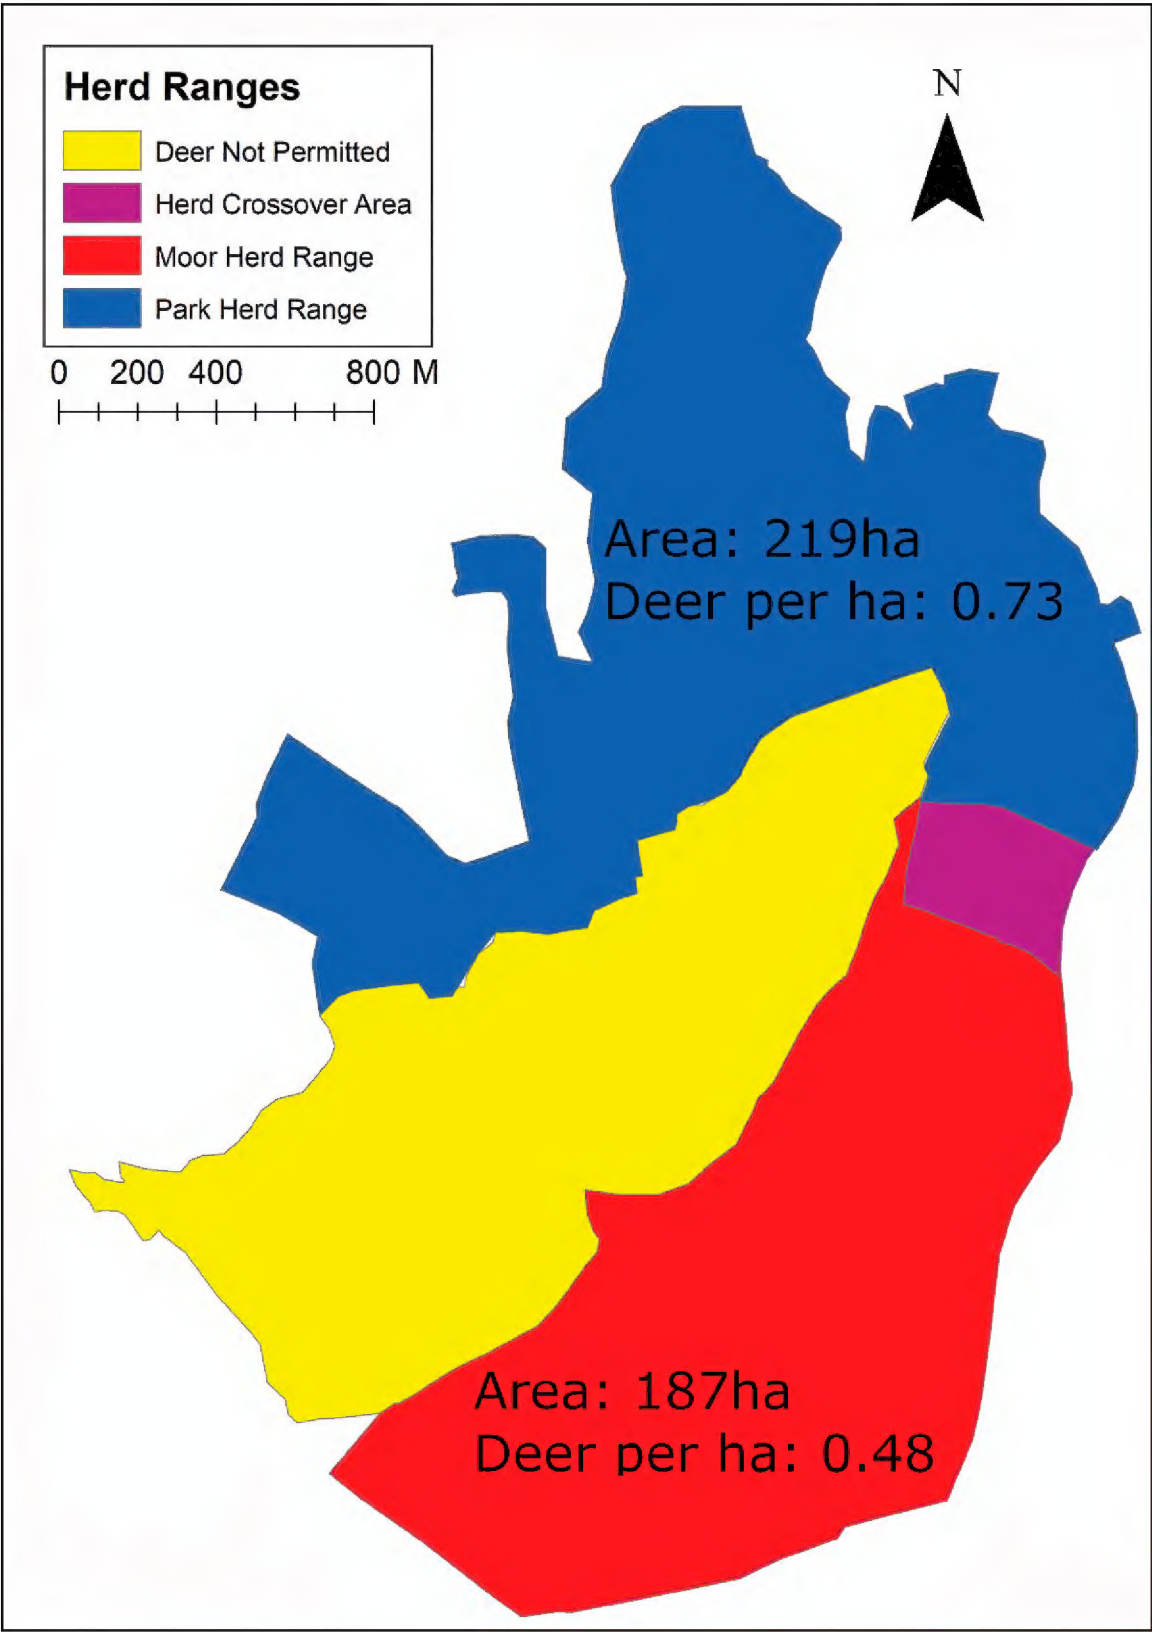 Herd Ranges
Deer Not Permitted
Herd Crossover Area
Moor Herd Range
Park Herd Range
0 200 400 800 M
N
Area: 219ha
Deer per ha: 0.73
Area: 187ha
Deer per ha: 0.48